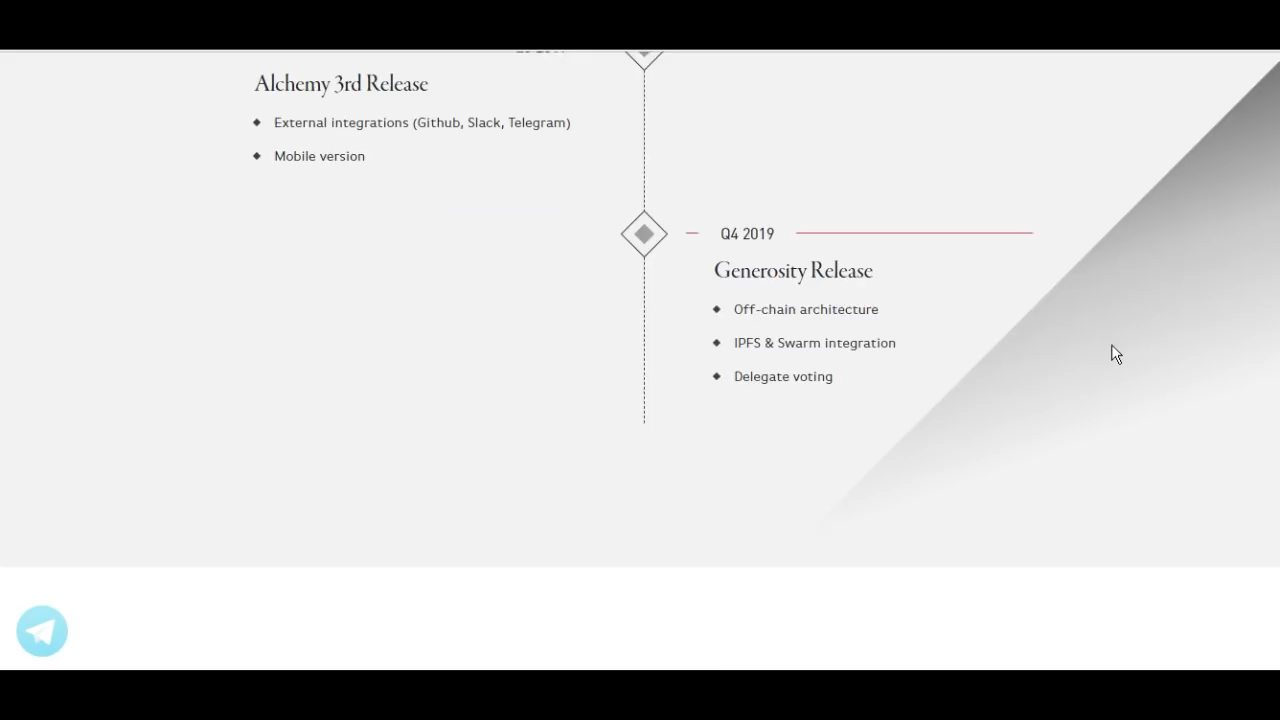 Alchemy 3rd Release
External integrations (Github, Slack, Telegram)
Mobile version
Q4 2019
Generosity Release
Off-chain architecture
IPFS & Swarm integration
Delegate voting